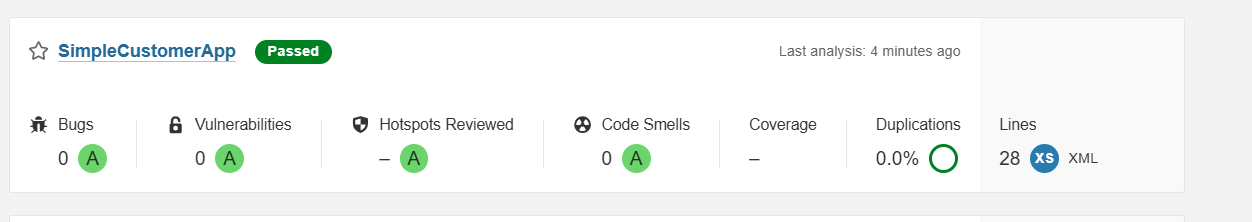 SimpleCustomerApp Passed Last analysis: 4 minutes ago
Bugs Vulnerabilities Hotspots Reviewed Code Smells Coverage Duplications Lines
0 A 0 A – A 0 A – 0.0% 28 XS XML